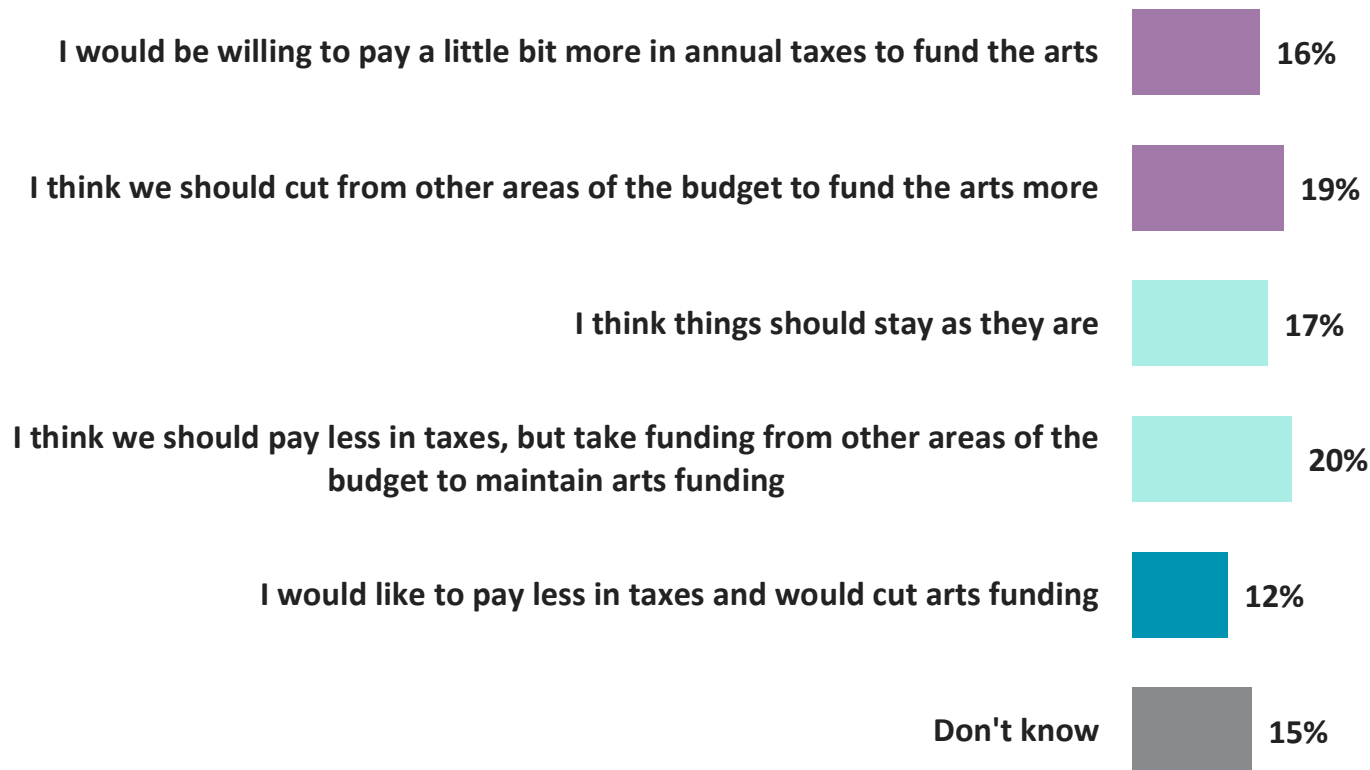 I would be willing to pay a little bit more in annual taxes to fund the arts
16%
I think we should cut from other areas of the budget to fund the arts more
19%
I think things should stay as they are
17%
I think we should pay less in taxes, but take funding from other areas of the
budget to maintain arts funding
20%
I would like to pay less in taxes and would cut arts funding
12%
Don't know
15%